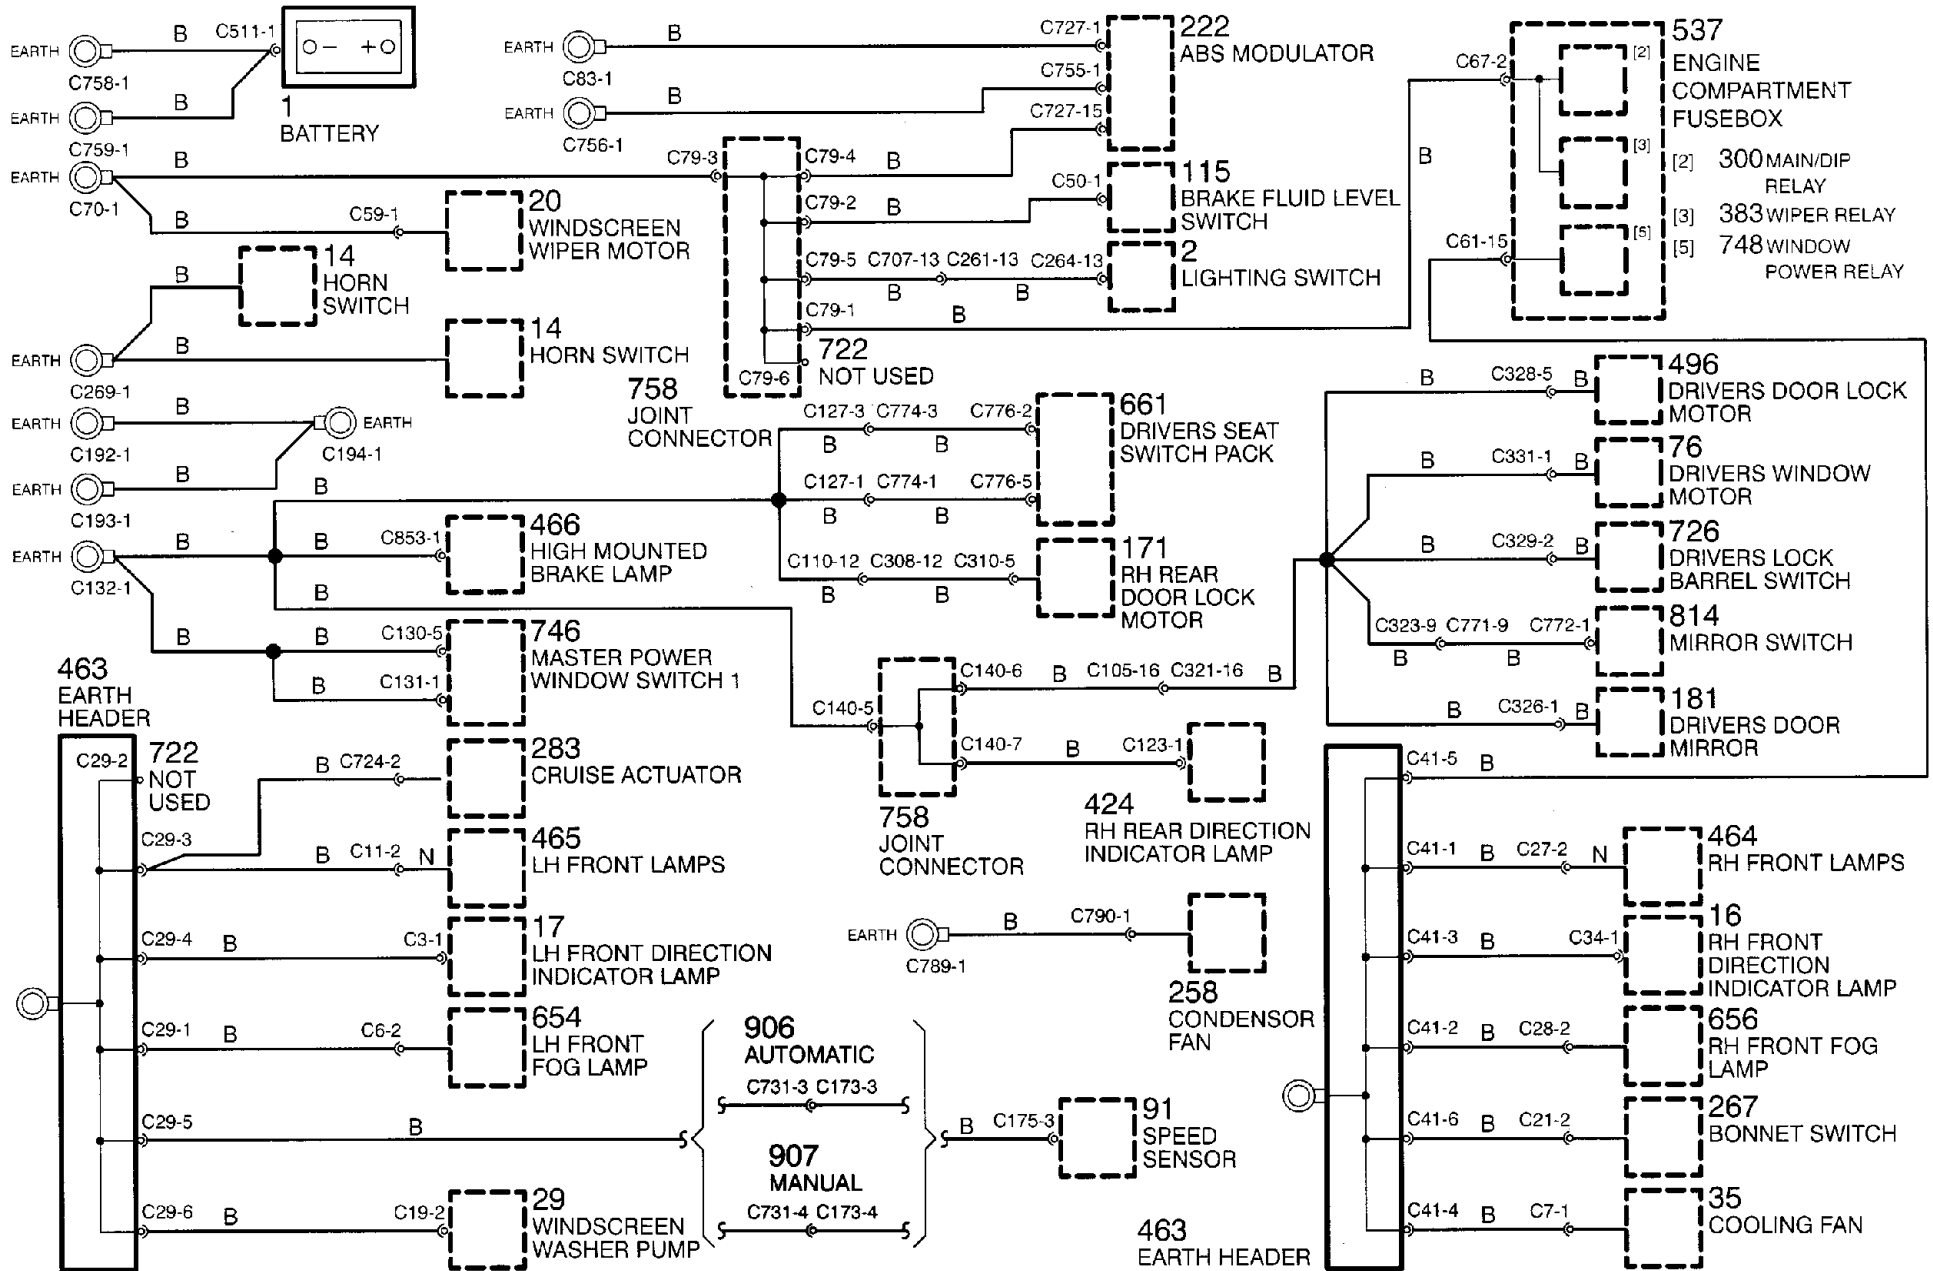 EARTH
C758-1
B
C511-1
1
BATTERY
EARTH
C759-1
B
EARTH
C83-1
B
C727-1
222
ABS MODULATOR
EARTH
C756-1
B
C755-1
C727-15
C67-2
B
537
ENGINE
COMPARTMENT
FUSEBOX
[2]
[3]
[5]
[2] 300 MAIN/DIP
RELAY
[3] 383 WIPER RELAY
[5] 748 WINDOW
POWER RELAY
C61-15
EARTH
C70-1
B
C79-3
C79-4
B
B
C59-1
20
WINDSCREEN
WIPER MOTOR
C79-2
B
C50-1
115
BRAKE FLUID LEVEL
SWITCH
C79-5
C707-13
C261-13
C264-13
B
B
2
LIGHTING SWITCH
C79-1
B
722
NOT USED
C79-6
758
JOINT
CONNECTOR
B
14
HORN
SWITCH
EARTH
C269-1
B
14
HORN SWITCH
EARTH
C192-1
B
EARTH
C194-1
EARTH
C193-1
B
EARTH
C132-1
B
B
B
C853-1
466
HIGH MOUNTED
BRAKE LAMP
B
C127-3
C774-3
C776-2
B
B
661
DRIVERS SEAT
SWITCH PACK
C127-1
C774-1
C776-5
B
B
C110-12
C308-12
C310-5
B
B
171
RH REAR
DOOR LOCK
MOTOR
B
B
C130-5
746
MASTER POWER
WINDOW SWITCH 1
B
C131-1
C140-5
C140-6
B
C105-16
C321-16
B
C140-7
B
C123-1
758
JOINT
CONNECTOR
424
RH REAR DIRECTION
INDICATOR LAMP
B
C328-5
B
496
DRIVERS DOOR LOCK
MOTOR
B
C331-1
B
76
DRIVERS WINDOW
MOTOR
B
C329-2
B
726
DRIVERS LOCK
BARREL SWITCH
C323-9
C771-9
C772-1
B
B
814
MIRROR SWITCH
B
C326-1
B
181
DRIVERS DOOR
MIRROR
463
EARTH
HEADER
C29-2
722
NOT
USED
C29-3
B
C724-2
283
CRUISE ACTUATOR
B
C11-2
N
465
LH FRONT LAMPS
C29-4
B
C3-1
17
LH FRONT DIRECTION
INDICATOR LAMP
C29-1
B
C6-2
654
LH FRONT
FOG LAMP
C29-5
B
906
AUTOMATIC
C731-3
C173-3
907
MANUAL
C731-4
C173-4
B
C175-3
91
SPEED
SENSOR
C29-6
B
C19-2
29
WINDSCREEN
WASHER PUMP
EARTH
C789-1
B
C790-1
258
CONDENSOR
FAN
C41-5
B
C41-1
B
C27-2
N
464
RH FRONT LAMPS
C41-3
B
C34-1
16
RH FRONT
DIRECTION
INDICATOR LAMP
C41-2
B
C28-2
656
RH FRONT FOG
LAMP
C41-6
B
C21-2
267
BONNET SWITCH
C41-4
B
C7-1
35
COOLING FAN
463
EARTH HEADER